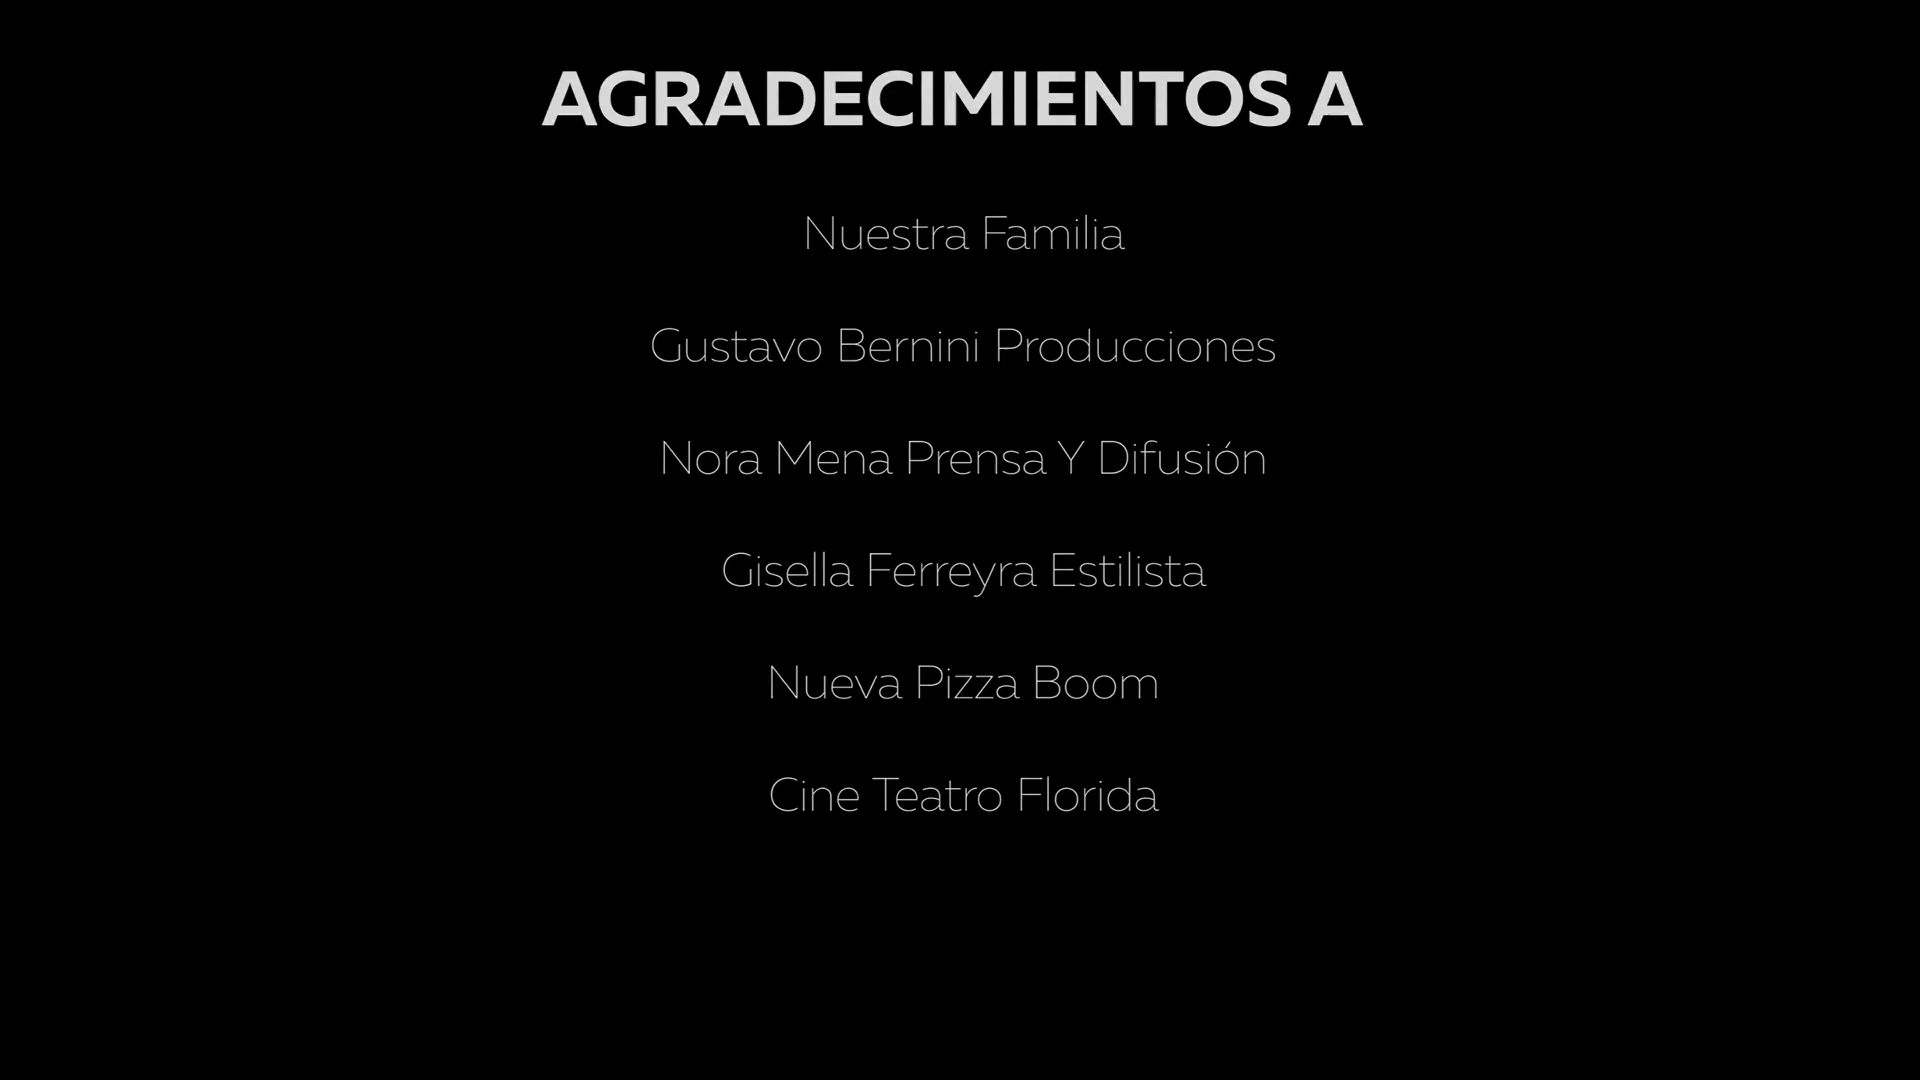 AGRADECIMIENTOS A
Nuestra Familia
Gustavo Bernini Producciones
Nora Mena Prensa Y Difusión
Gisella Ferreyra Estilista
Nueva Pizza Boom
Cine Teatro Florida